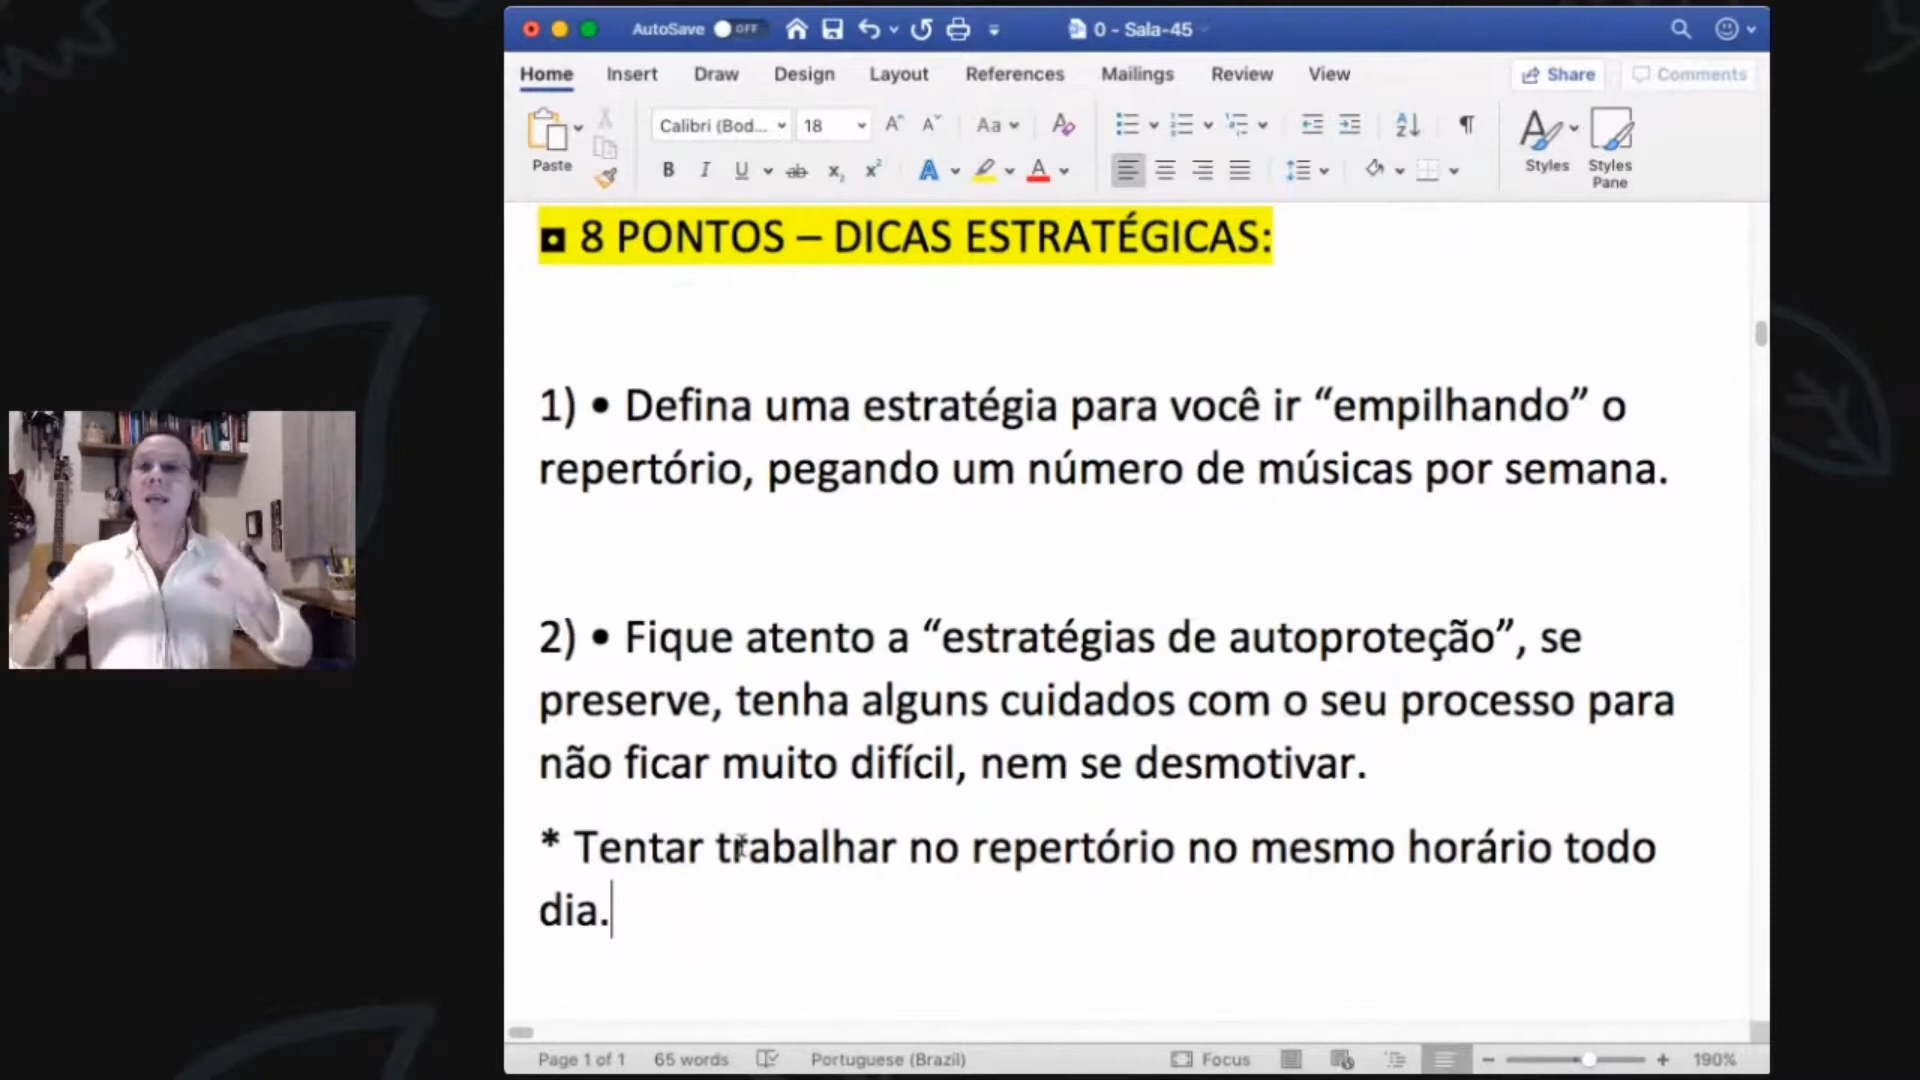 AutoSave OFF 0 - Sala-45
Home Insert Draw Design Layout References Mailings Review View Share Comments
Calibri (Bod... 18 Aa
Paste B I U ab x₂ x² A A Styles Styles Pane
◘ 8 PONTOS – DICAS ESTRATÉGICAS:
1) • Defina uma estratégia para você ir “empilhando” o
repertório, pegando um número de músicas por semana.
2) • Fique atento a “estratégias de autoproteção”, se
preserve, tenha alguns cuidados com o seu processo para
não ficar muito difícil, nem se desmotivar.
* Tentar trabalhar no repertório no mesmo horário todo
dia.
Page 1 of 1 65 words Portuguese (Brazil) Focus 190%